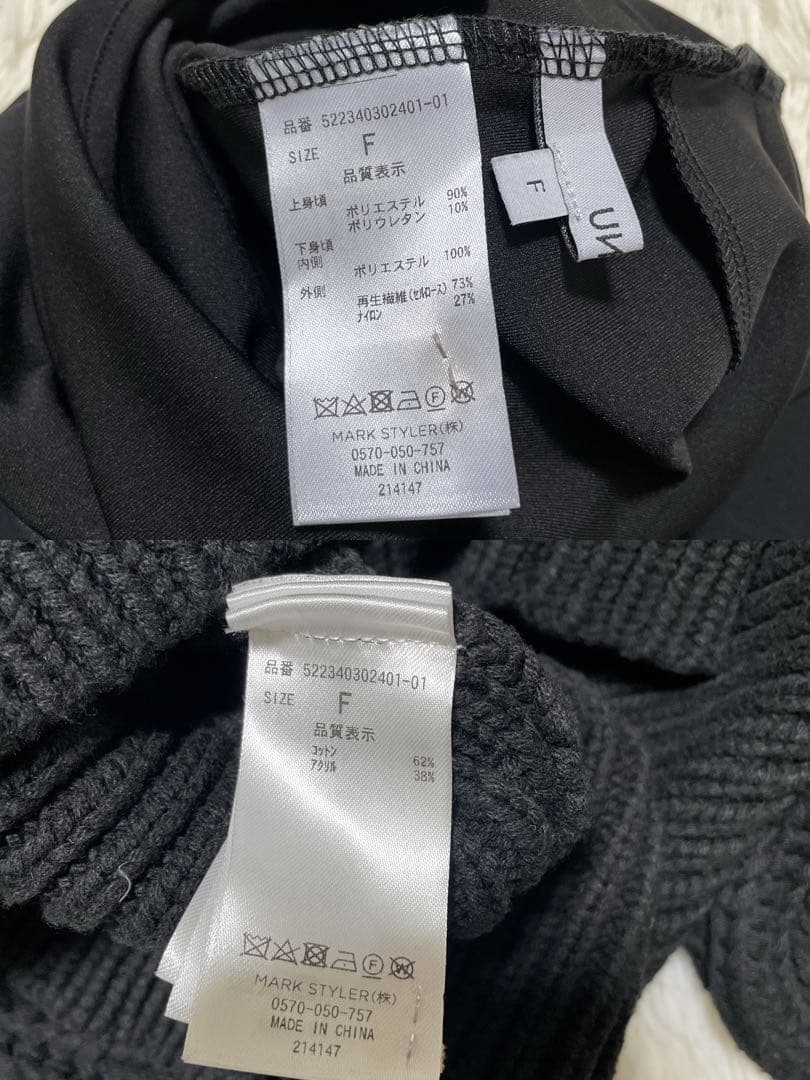 品番 522340302401-01
SIZE F
品質表示
上身頃 ポリエステル 90%
ポリウレタン 10%
下身頃
内側 ポリエステル 100%
外側 再生繊維(セルロース) 73%
ナイロン 27%
F
MARK STYLER(株)
0570-050-757
MADE IN CHINA
214147
F
UN
品番 522340302401-01
SIZE F
品質表示
コットン 62%
アクリル 38%
F
MARK STYLER(株)
0570-050-757
MADE IN CHINA
214147